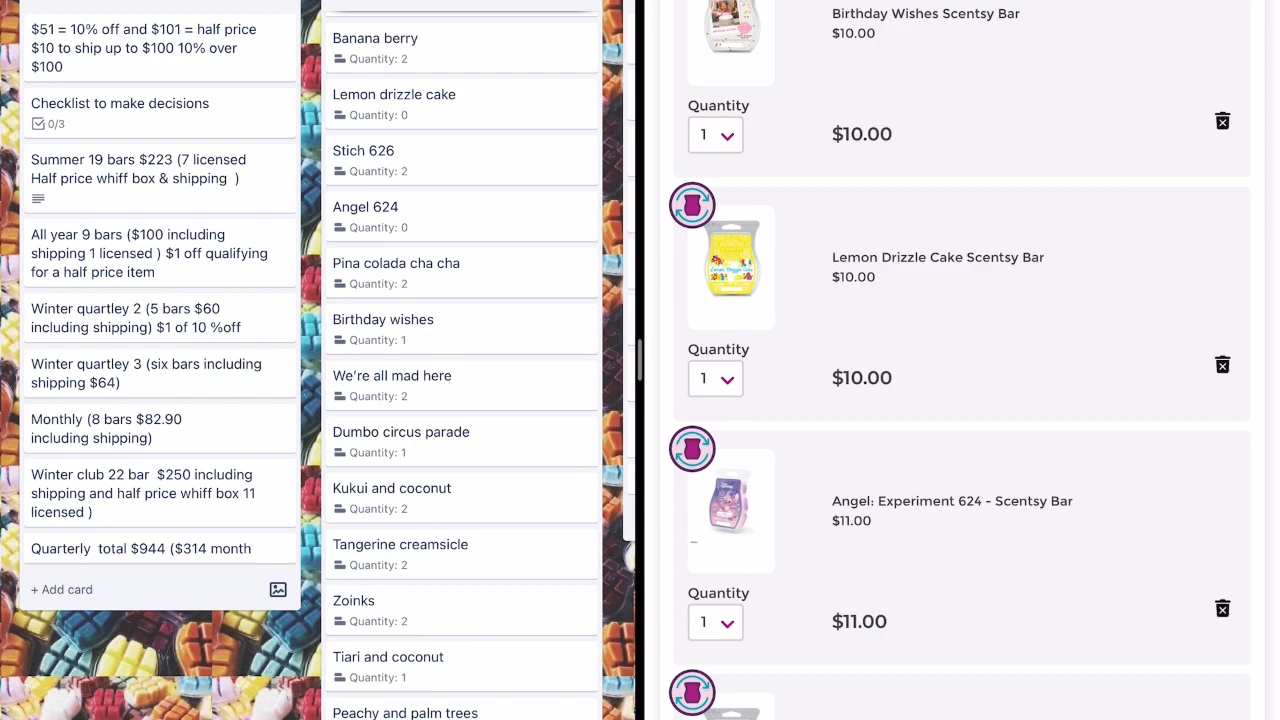 $51 = 10% off and $101 = half price
$10 to ship up to $100 10% over
$100
Checklist to make decisions
0/3
Summer 19 bars $223 (7 licensed
Half price whiff box & shipping )
All year 9 bars ($100 including
shipping 1 licensed ) $1 off qualifying
for a half price item
Winter quartley 2 (5 bars $60
including shipping) $1 of 10 %off
Winter quartey 3 (six bars including
shipping $64)
Monthly (8 bars $82.90
including shipping)
Winter club 22 bar $250 including
shipping and half price whiff box 11
licensed )
Quarterly total $944 ($311 month
+ Add card
Banana berry
Quantity: 2
Lemon drizzle cake
Quantity: 0
Stich 626
Quantity: 2
Angel 624
Quantity: 0
Pina colada cha cha
Quantity: 2
Birthday wishes
Quantity: 1
We're all mad here
Quantity: 2
Dumbo circus parade
Quantity: 1
Kukui and coconut
Quantity: 2
Tangerine creamsicle
Quantity: 2
Zoinks
Quantity: 2
Tiari and coconut
Quantity: 1
Peach and palm trees
Birthday Wishes Scentsy Bar
$10.00
Quantity
1
$10.00
Lemon Drizzle Cake
Lemon Drizzle Cake Scentsy Bar
$10.00
Quantity
1
$10.00
Angel: Experiment 624 - Scentsy Bar
$11.00
Quantity
1
$11.00